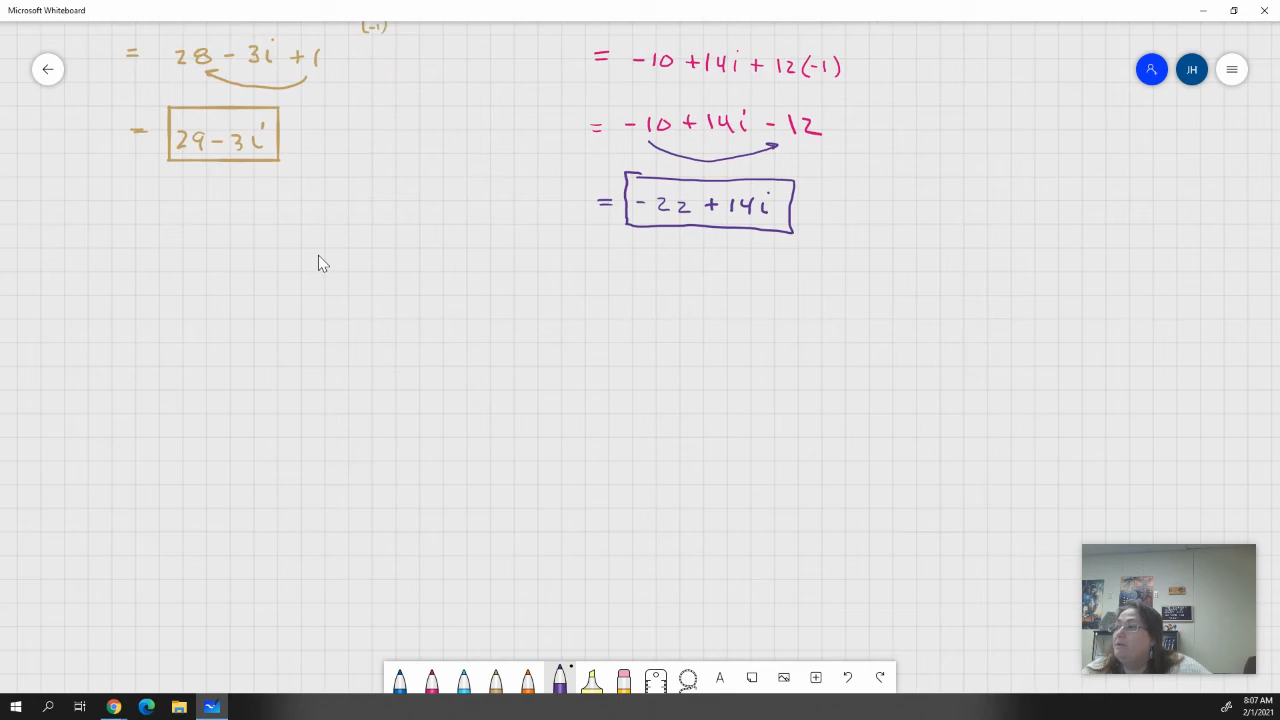 Microsoft Whiteboard
(-1)
= 28 - 3i + 1
= 29 - 3i
= -10 + 14i + 12(-1)
= -10 + 14i - 12
= -22 + 14i
JH
A
8:07 AM
2/1/2021